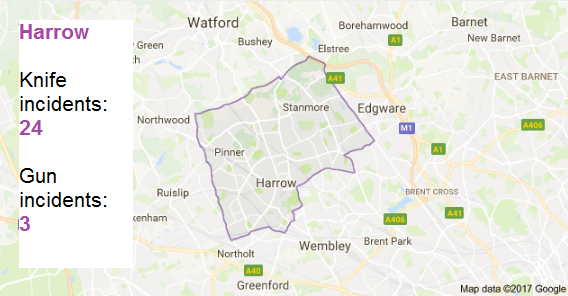 Harrow
Knife
incidents:
24
Gun
incidents:
3
Watford
Borehamwood
Barnet
Bushey
A1
New Barnet
Green
Elstree
th
A41
EAST BARNET
Stanmore
Edgware
Northwood
M1
A406
Pinner
A1
Harrow
Ruislip
BRENT CROSS
kenham
A406
A41
Wembley
Brent Park
Northolt
A40
Greenford
Map data ©2017 Google